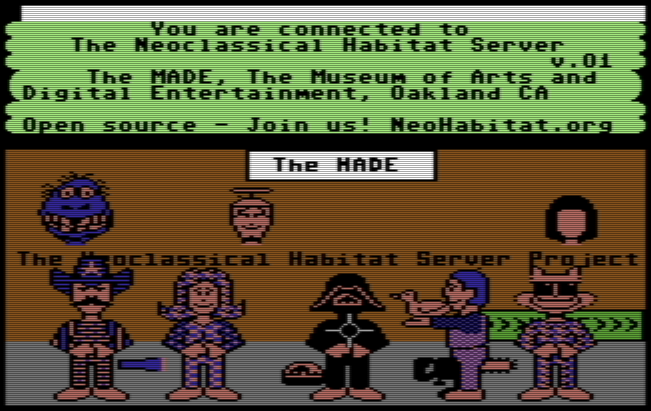 You are connected to
The Neoclassical Habitat Server
v.01
The MADE, The Museum of Arts and
Digital Entertainment, Oakland CA
Open source - Join us! NeoHabitat.org
The MADE
The Neoclassical Habitat Server Project